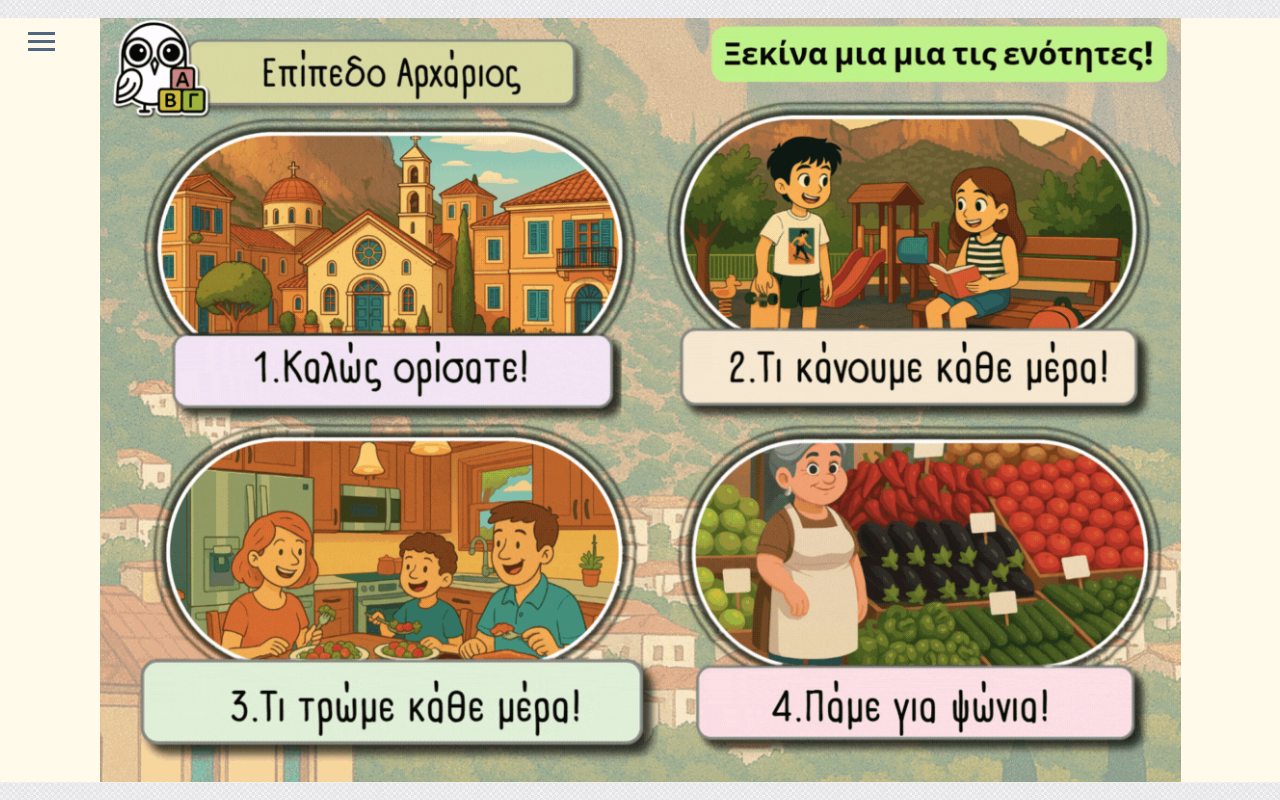 Επίπεδο Αρχάριος
Ξεκίνα μια μια τις ενότητες!
Α
Β Γ
1.Καλώς ορίσατε!
2.Τι κάνουμε κάθε μέρα!
3.Τι τρώμε κάθε μέρα!
4.Πάμε για ψώνια!